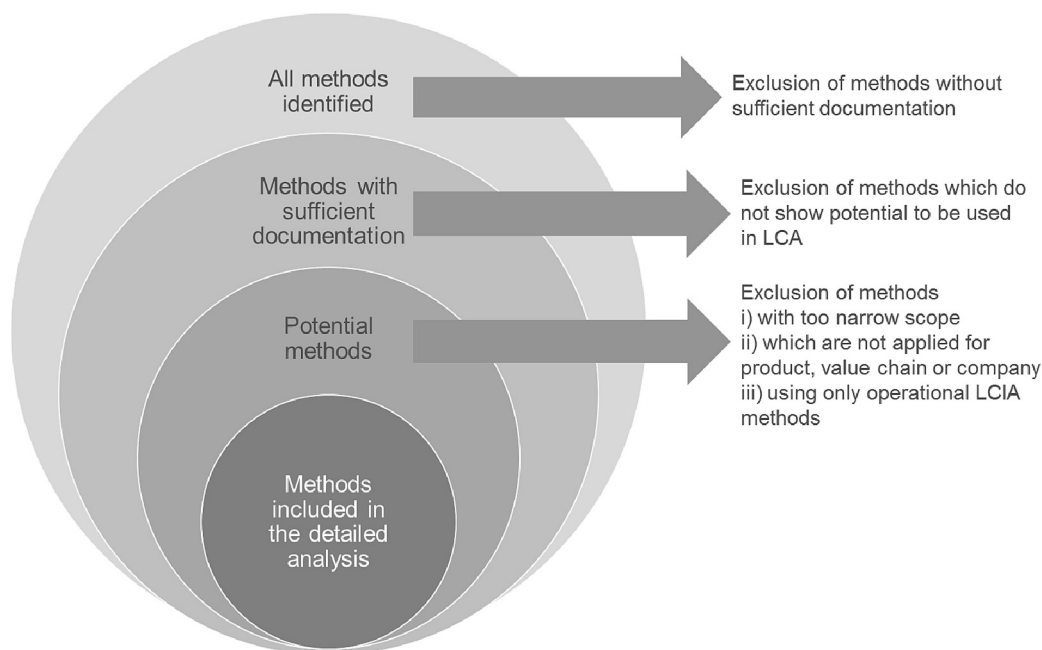 All methods
identified
Exclusion of methods without
sufficient documentation
Methods with
sufficient
documentation
Exclusion of methods which do
not show potential to be used
in LCA
Potential
methods
Exclusion of methods
i) with too narrow scope
ii) which are not applied for
product, value chain or company
iii) using only operational LCIA
methods
Methods
included in
the detailed
analysis